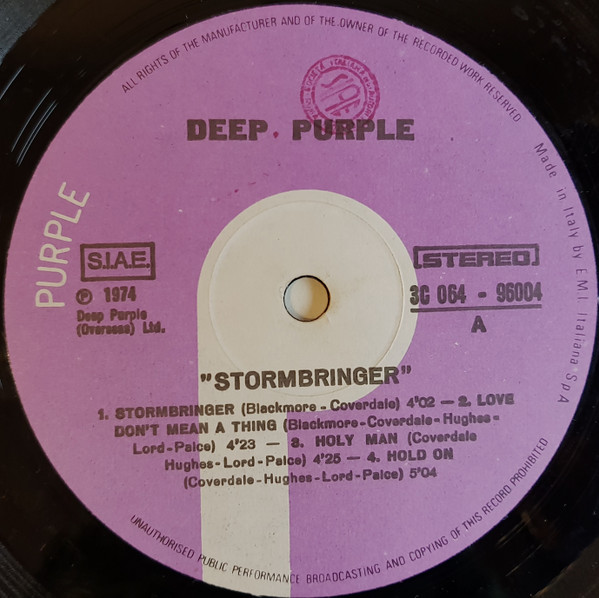 ALL RIGHTS OF THE MANUFACTURER AND OF THE OWNER OF THE RECORDED WORK RESERVED
DEEP PURPLE
PURPLE
S.I.A.E.
Ⓟ 1974
Deep Purple
(Overseas) Ltd.
[STEREO]
3C 064 - 96004
A
Made in Italy by E.M.I. Italiana SpA
"STORMBRINGER"
1. STORMBRINGER (Blackmore - Coverdale) 4'02 — 2. LOVE
DON'T MEAN A THING (Blackmore-Coverdale-Hughes-
Lord-Paice) 4'23 — 3. HOLY MAN (Coverdale
Hughes-Lord-Paice) 4'25 — 4. HOLD ON
(Coverdale-Hughes-Lord-Paice) 5'04
UNAUTHORISED PUBLIC PERFORMANCE BROADCASTING AND COPYING OF THIS RECORD PROHIBITED